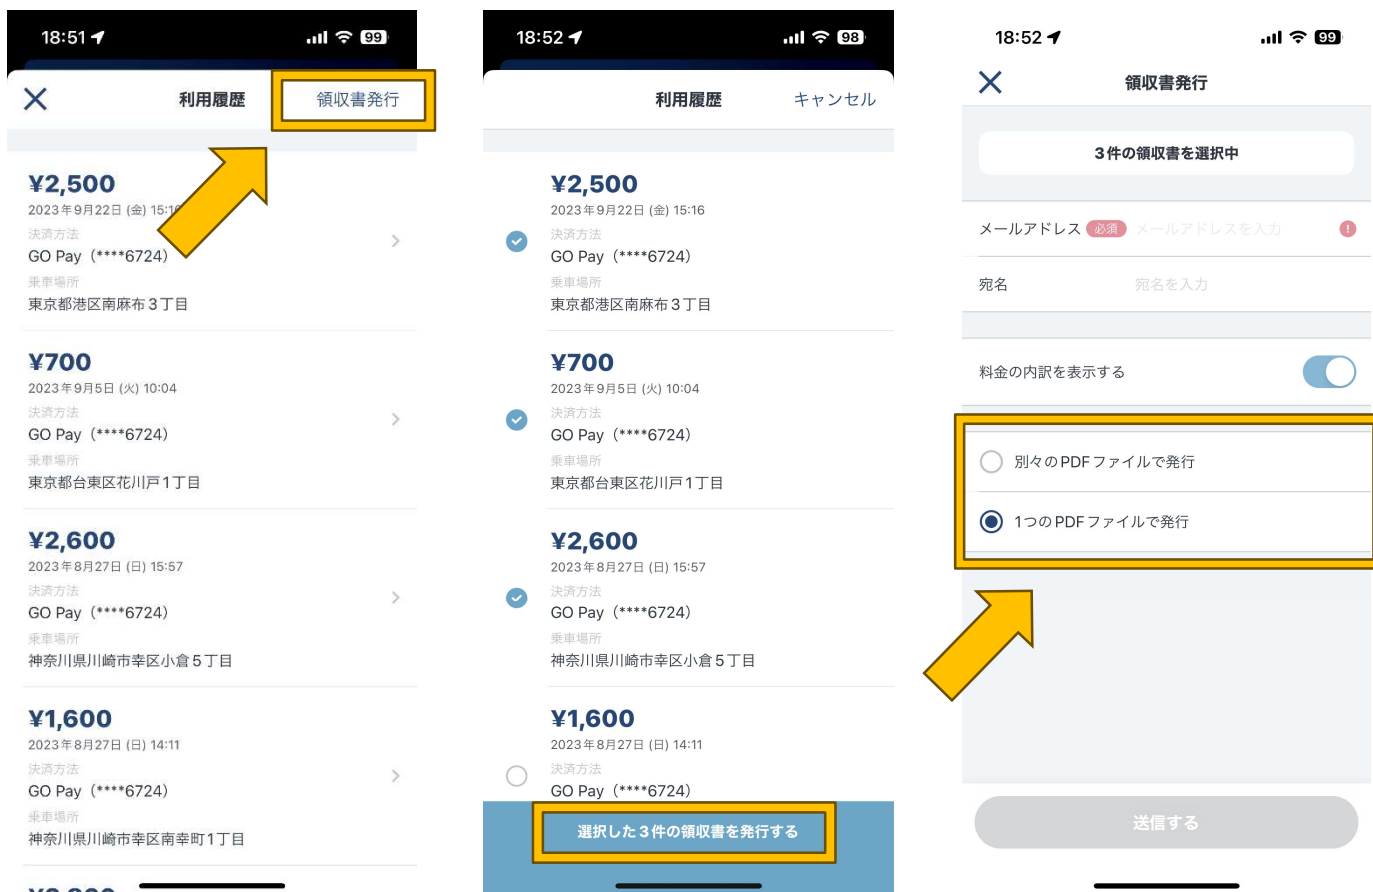 18:51
99
利用履歴
領収書発行
¥2,500
2023年9月22日 (金) 15:16
決済方法
GO Pay（****6724）
乗車場所
東京都港区南麻布3丁目
¥700
2023年9月5日 (火) 10:04
決済方法
GO Pay（****6724）
乗車場所
東京都台東区花川戸1丁目
¥2,600
2023年8月27日 (日) 15:57
決済方法
GO Pay（****6724）
乗車場所
神奈川県川崎市幸区小倉5丁目
¥1,600
2023年8月27日 (日) 14:11
決済方法
GO Pay（****6724）
乗車場所
神奈川県川崎市幸区南幸町1丁目
18:52
98
利用履歴
キャンセル
¥2,500
2023年9月22日 (金) 15:16
決済方法
GO Pay（****6724）
乗車場所
東京都港区南麻布3丁目
¥700
2023年9月5日 (火) 10:04
決済方法
GO Pay（****6724）
乗車場所
東京都台東区花川戸1丁目
¥2,600
2023年8月27日 (日) 15:57
決済方法
GO Pay（****6724）
乗車場所
神奈川県川崎市幸区小倉5丁目
¥1,600
2023年8月27日 (日) 14:11
決済方法
GO Pay（****6724）
選択した3件の領収書を発行する
18:52
99
領収書発行
3件の領収書を選択中
メールアドレス 必須 メールアドレスを入力 !
宛名 宛名を入力
料金の内訳を表示する
別々のPDFファイルで発行
1つのPDFファイルで発行
送信する